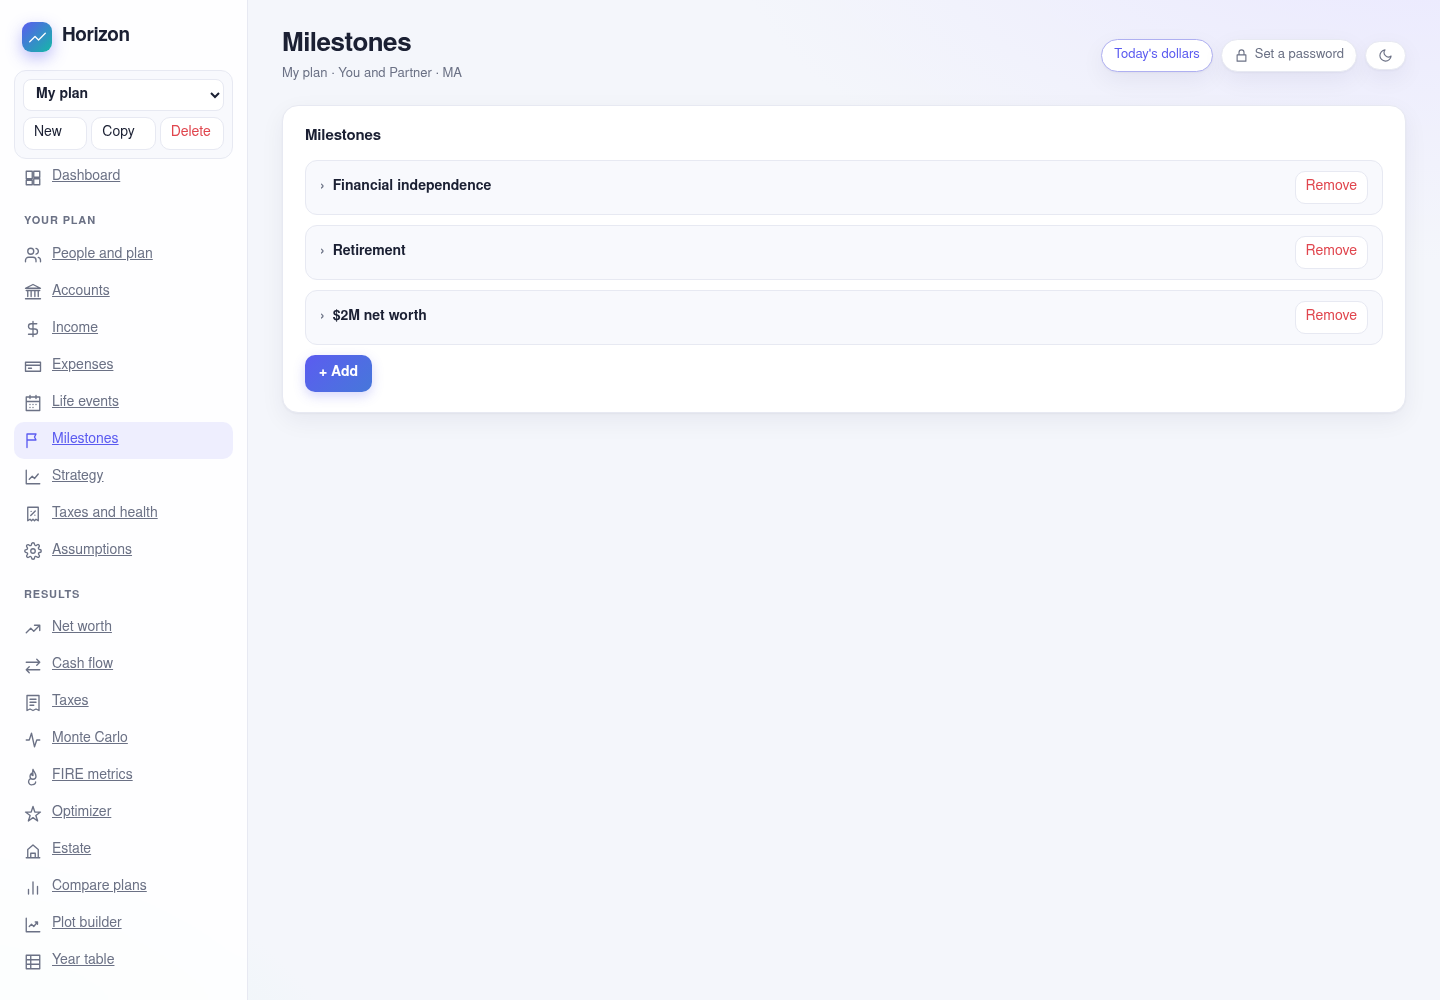 Horizon
My plan
New Copy Delete
Dashboard
YOUR PLAN
People and plan
Accounts
Income
Expenses
Life events
Milestones
Strategy
Taxes and health
Assumptions
RESULTS
Net worth
Cash flow
Taxes
Monte Carlo
FIRE metrics
Optimizer
Estate
Compare plans
Plot builder
Year table
Milestones
My plan · You and Partner · MA
Today's dollars
Set a password
Milestones
› Financial independence Remove
› Retirement Remove
› $2M net worth Remove
+ Add